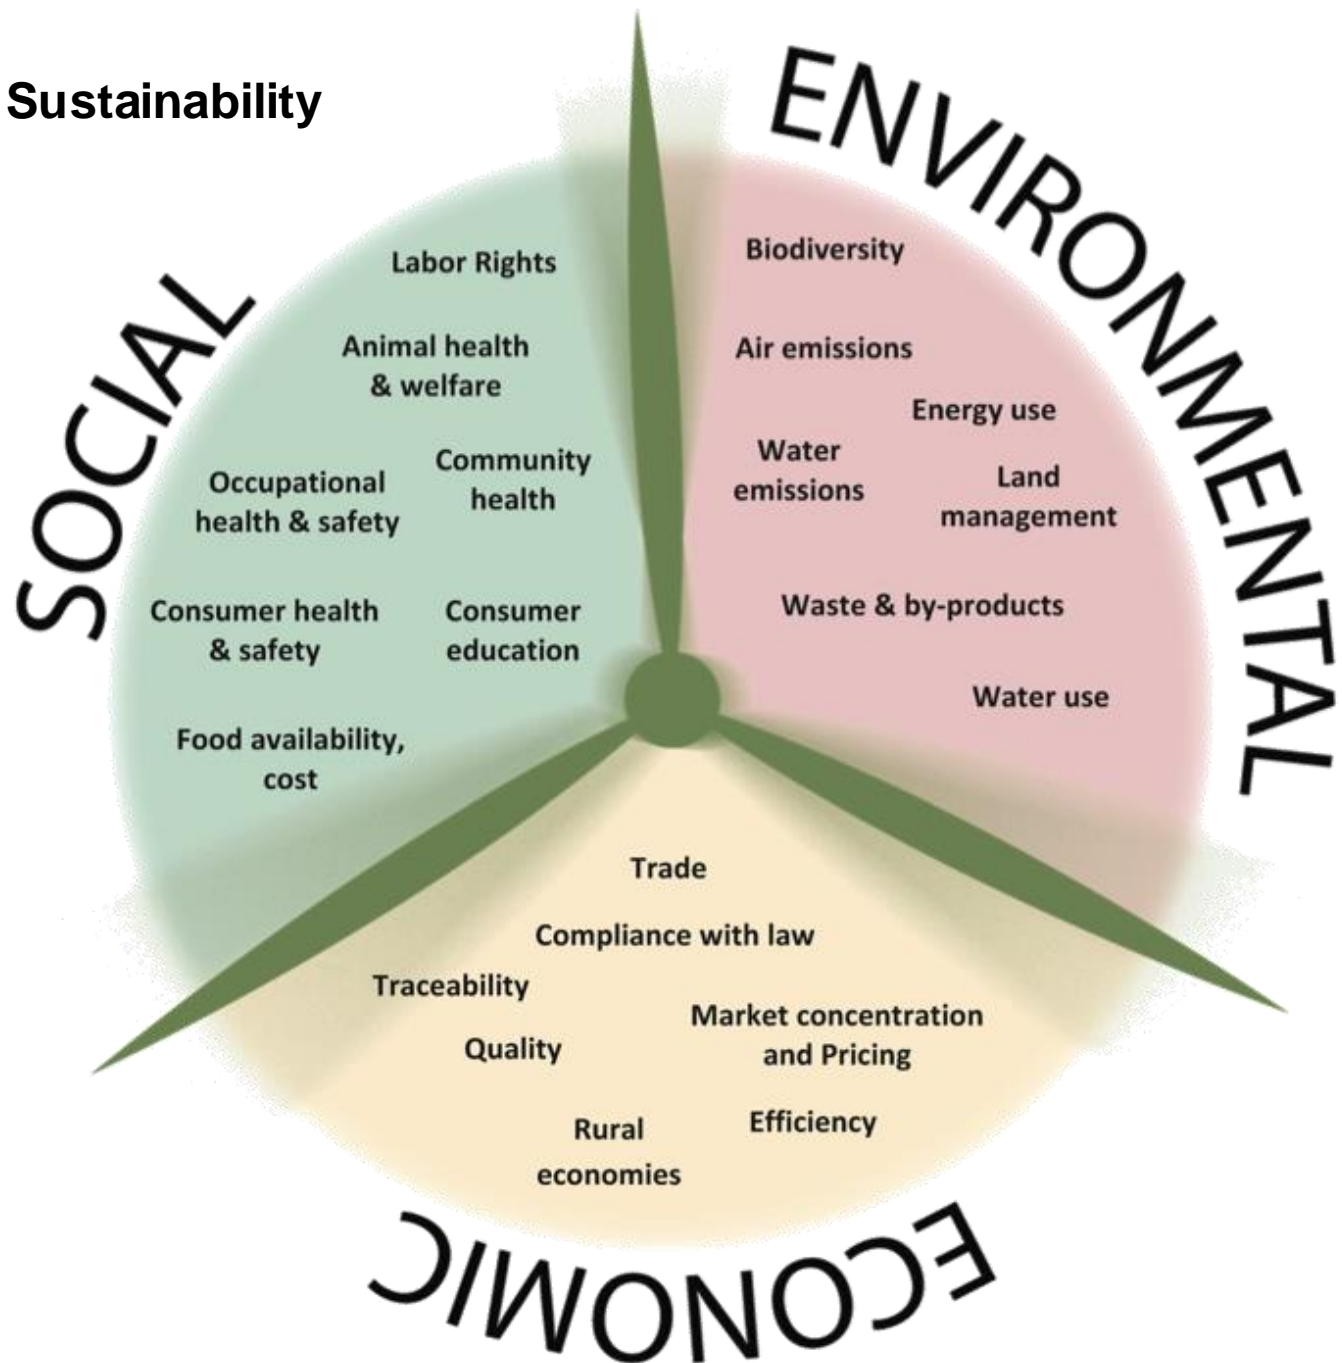 Sustainability
SOCIAL
Labor Rights
Animal health
& welfare
Community
health
Occupational
health & safety
Consumer health
& safety
Consumer
education
Food availability,
cost
ENVIRONMENTAL
Biodiversity
Air emissions
Energy use
Water
emissions
Land
management
Waste & by-products
Water use
Trade
Compliance with law
Traceability
Market concentration
and Pricing
Quality
Efficiency
Rural
economies
ECONOMIC